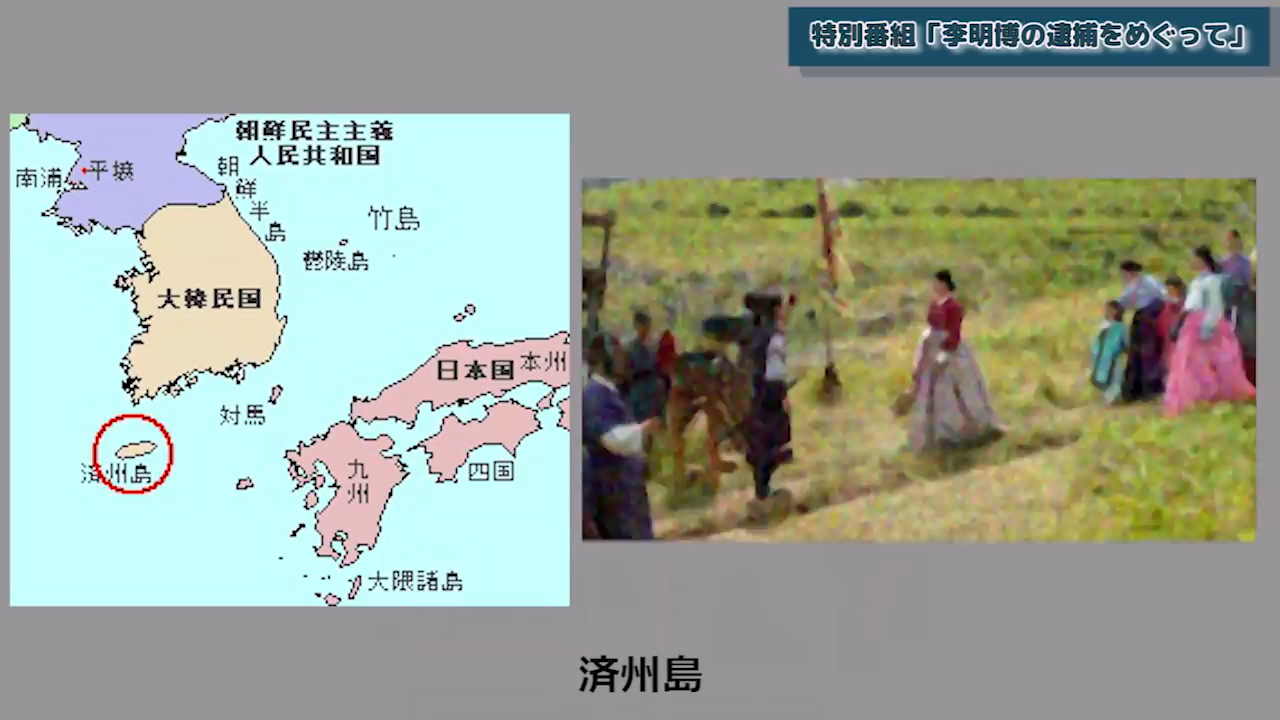 特別番組「李明博の逮捕をめぐって」
朝鮮民主主義
人民共和国
南浦
平壌
朝鮮半島
竹島
鬱陵島
大韓民国
日本国
本州
対馬
済州島
九州
四国
大隈諸島
済州島